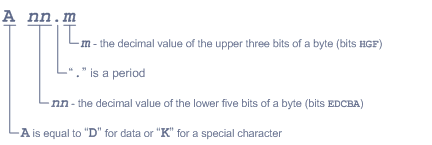 A nn.m
m - the decimal value of the upper three bits of a byte (bits HGF)
“.” is a period
nn - the decimal value of the lower five bits of a byte (bits EDCBA)
A is equal to “D” for data or “K” for a special character